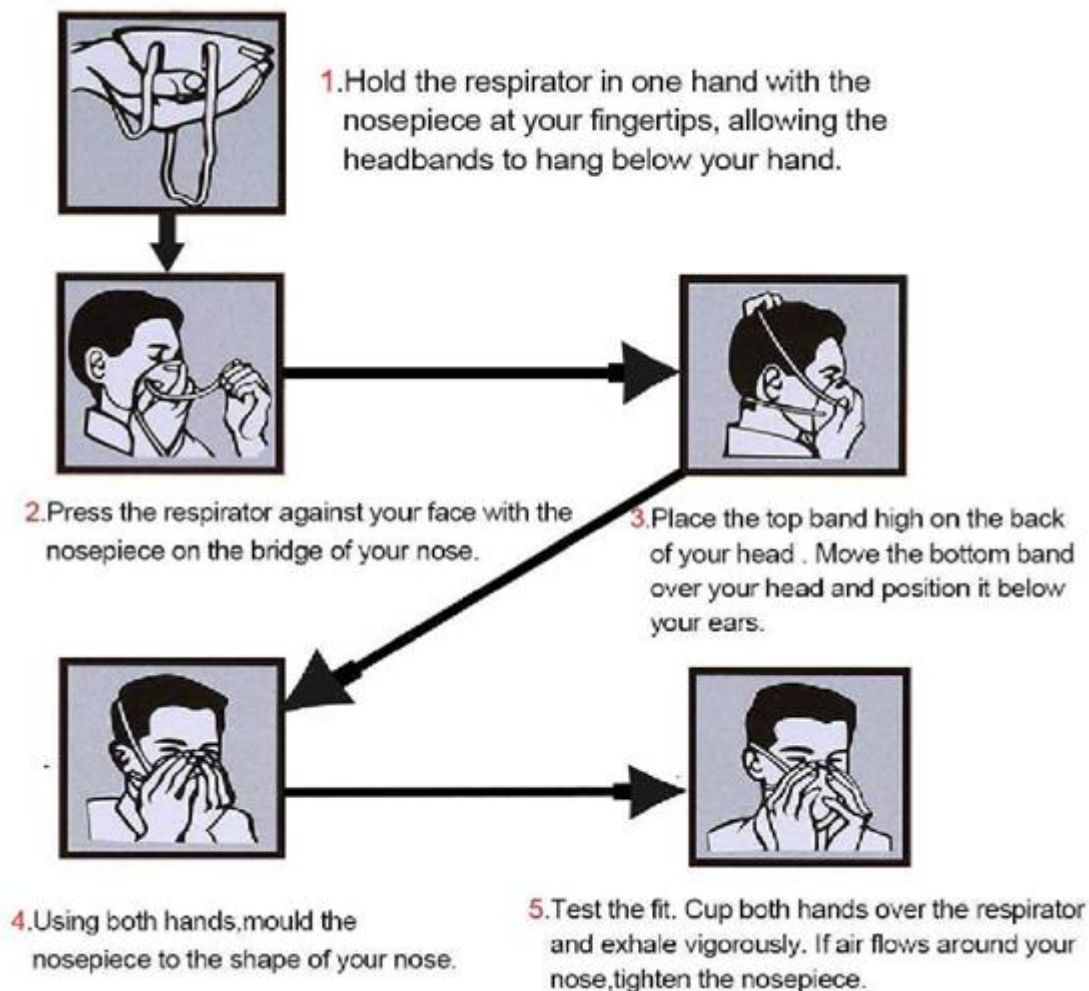 1.Hold the respirator in one hand with the
nosepiece at your fingertips, allowing the
headbands to hang below your hand.
2.Press the respirator against your face with the
nosepiece on the bridge of your nose.
3.Place the top band high on the back
of your head . Move the bottom band
over your head and position it below
your ears.
4.Using both hands,mould the
nosepiece to the shape of your nose.
5.Test the fit. Cup both hands over the respirator
and exhale vigorously. If air flows around your
nose,tighten the nosepiece.